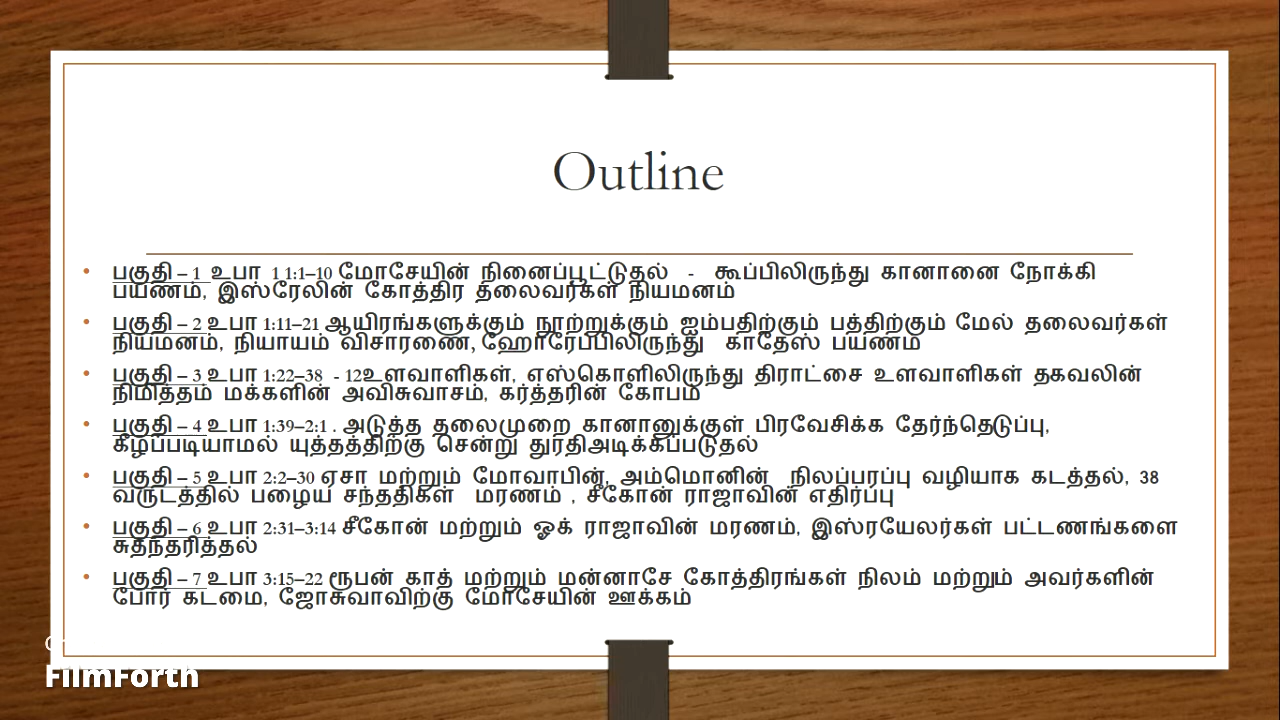 Outline
• பகுதி – 1 உபா 1 1:1–10 மோசேயின் நினைப்பூட்டுதல் - கூப்பிலிருந்து கானானை நோக்கி
பயணம், இஸ்ரேலின் கோத்திர தலைவர்கள் நியமனம்
• பகுதி – 2 உபா 1:11–21 ஆயிரங்களுக்கும் நூற்றுக்கும் ஐம்பதிற்கும் பத்திற்கும் மேல் தலைவர்கள்
நியமனம், நியாயம் விசாரணை, ஹோரேப்பிலிருந்து காதேஸ் பயணம்
• பகுதி – 3 உபா 1:22–38 - 12உளவாளிகள், எஸ்கொளிலிருந்து திராட்சை உளவாளிகள் தகவலின்
நிமித்தம் மக்களின் அவிசுவாசம், கர்த்தரின் கோபம்
• பகுதி – 4 உபா 1:39–2:1 . அடுத்த தலைமுறை கானானுக்குள் பிரவேசிக்க தேர்ந்தெடுப்பு,
கீழ்ப்படியாமல் யுத்தத்திற்கு சென்று துரதிஅடிக்கப்படுதல்
• பகுதி – 5 உபா 2:2–30 ஏசா மற்றும் மோவாபின், அம்மொனின் நிலப்பரப்பு வழியாக கடத்தல், 38
வருடத்தில் பழைய சந்ததிகள் மரணம் , சீகோன் ராஜாவின் எதிர்ப்பு
• பகுதி – 6 உபா 2:31–3:14 சீகோன் மற்றும் ஓக் ராஜாவின் மரணம், இஸ்ரயேலர்கள் பட்டணங்களை
சுதந்தரித்தல்
• பகுதி – 7 உபா 3:15–22 ரூபன் காத் மற்றும் மன்னாசே கோத்திரங்கள் நிலம் மற்றும் அவர்களின்
போர் கடமை, ஜோசுவாவிற்கு மோசேயின் ஊக்கம்
FilmForth